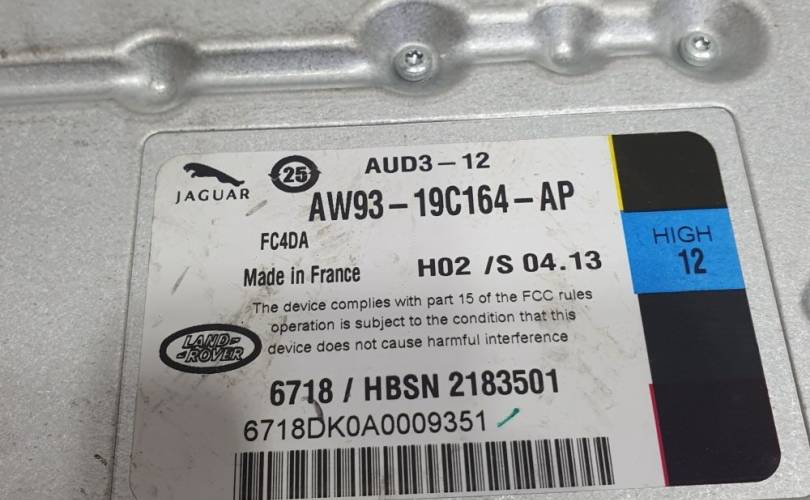 JAGUAR
25
AUD3-12
AW93-19C164-AP
FC4DA
Made in France
H02 /S 04.13
HIGH
12
The device complies with part 15 of the FCC rules
operation is subject to the condition that this
device does not cause harmful interference
LAND-
-ROVER
6718 / HBSN 2183501
6718DK0A0009351